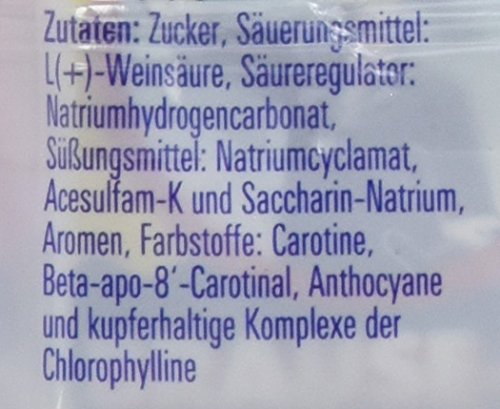 Zutaten: Zucker, Säuerungsmittel:
L(+)-Weinsäure, Säureregulator:
Natriumhydrogencarbonat,
Süßungsmittel: Natriumcyclamat,
Acesulfam-K und Saccharin-Natrium,
Aromen, Farbstoffe: Carotine,
Beta-apo-8´-Carotinal, Anthocyane
und kupferhaltige Komplexe der
Chlorophylline